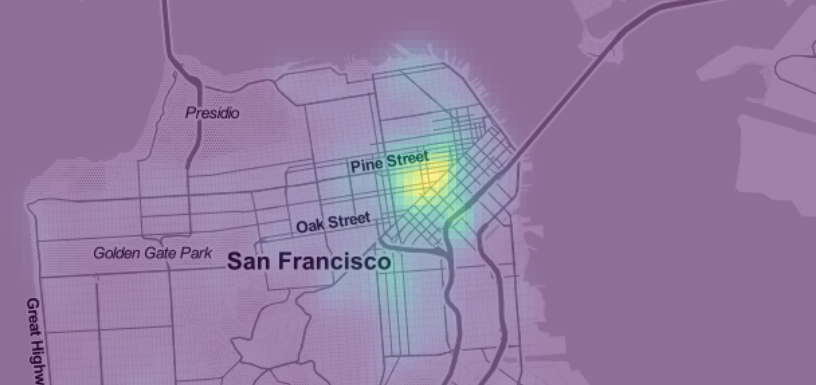 Presidio
Pine Street
Oak Street
Golden Gate Park
San Francisco
Great Highw